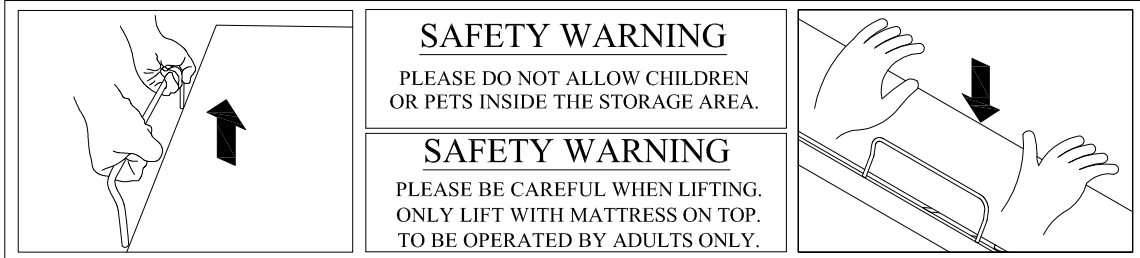 SAFETY WARNING
PLEASE DO NOT ALLOW CHILDREN
OR PETS INSIDE THE STORAGE AREA.
SAFETY WARNING
PLEASE BE CAREFUL WHEN LIFTING.
ONLY LIFT WITH MATTRESS ON TOP.
TO BE OPERATED BY ADULTS ONLY.